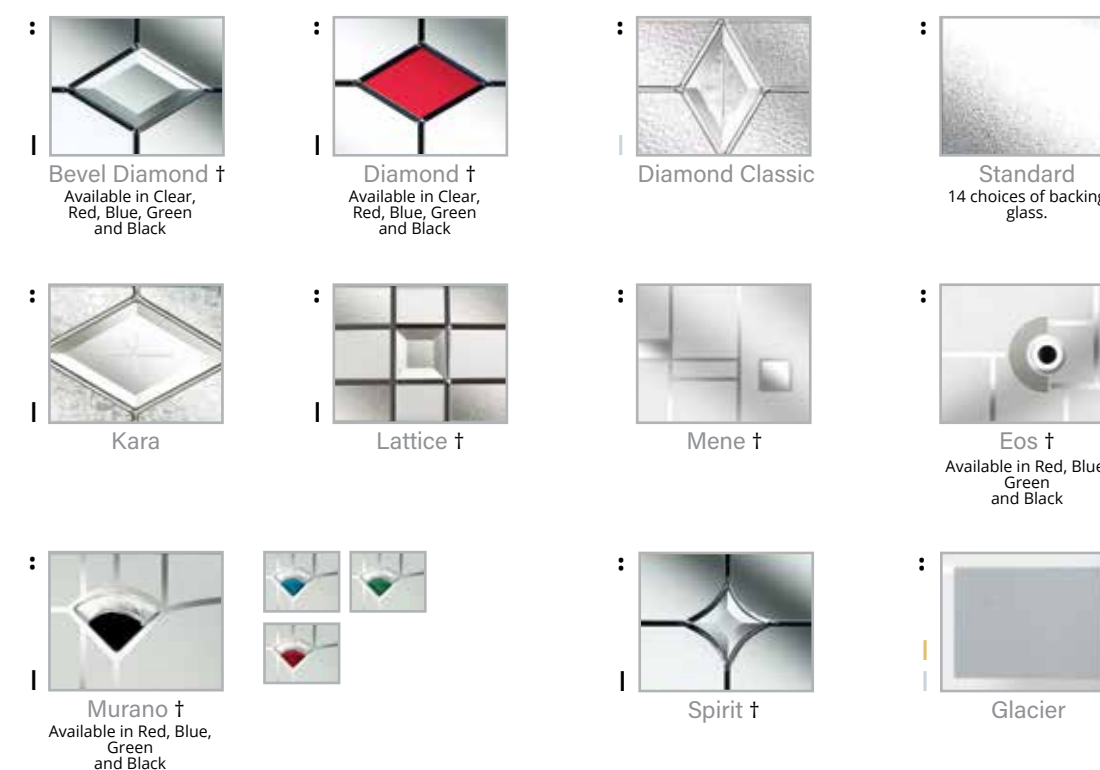 Bevel Diamond †
Available in Clear,
Red, Blue, Green
and Black
Diamond †
Available in Clear,
Red, Blue, Green
and Black
Diamond Classic
Standard
14 choices of backing
glass.
Kara
Lattice †
Mene †
Eos †
Available in Red, Blue
Green
and Black
Murano †
Available in Red, Blue,
Green
and Black
Spirit †
Glacier